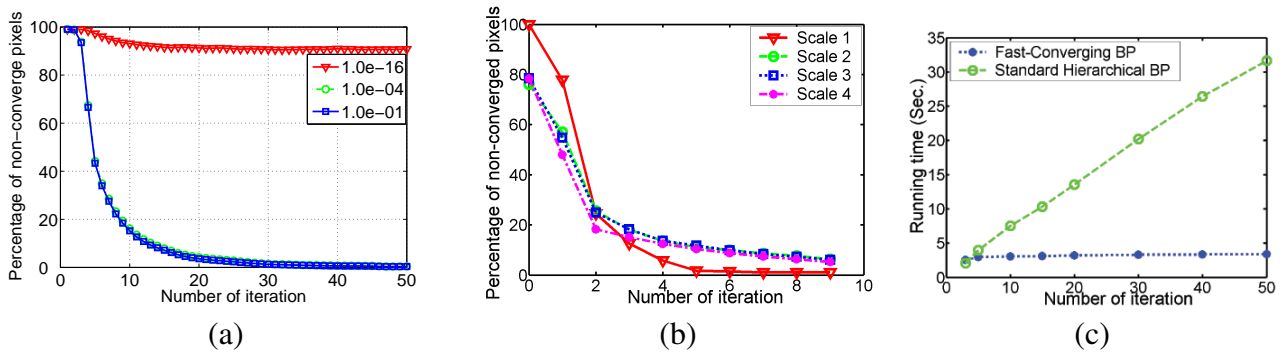 Percentage of non-converge pixels
100
80
60
40
20
0
0 10 20 30 40 50
Number of iteration
1.0e−16
1.0e−04
1.0e−01
(a)
Percentage of non-converged pixels
100
80
60
40
20
0
0 2 4 6 8 10
Number of iteration
Scale 1
Scale 2
Scale 3
Scale 4
(b)
Running time (Sec.)
35
30
25
20
15
10
5
0
10 20 30 40 50
Number of iteration
Fast-Converging BP
Standard Hierarchical BP
(c)